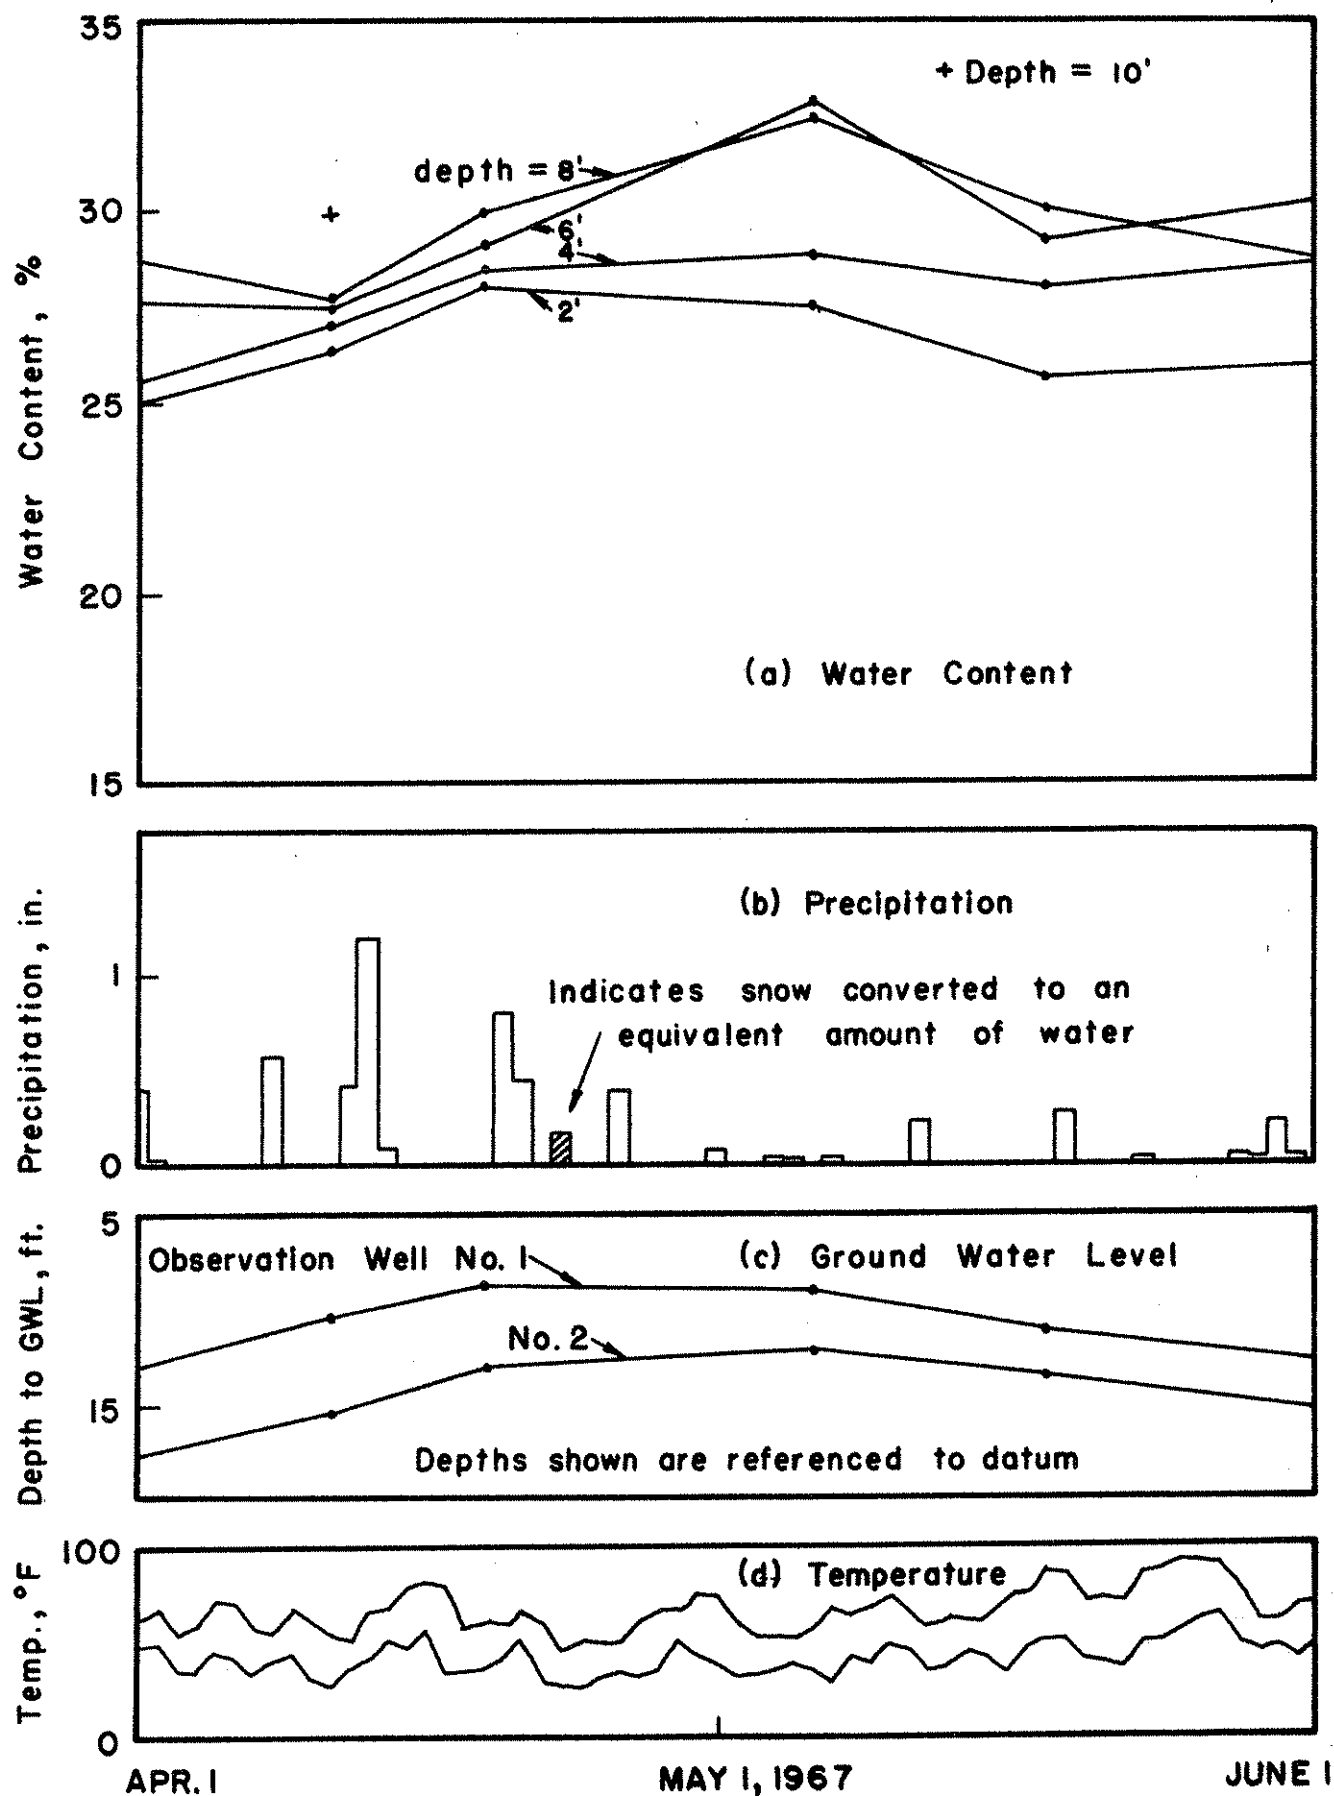 35
+ Depth = 10'
depth = 8'
30
6'
4'
2'
Water Content, %
25
20
(a) Water Content
15
(b) Precipitation
Precipitation, in.
1
Indicates snow converted to an
equivalent amount of water
0
5
Observation Well No. 1
(c) Ground Water Level
No. 2
Depth to GWL, ft.
15
Depths shown are referenced to datum
100
(d) Temperature
Temp., °F
0
APR. 1
MAY 1, 1967
JUNE 1